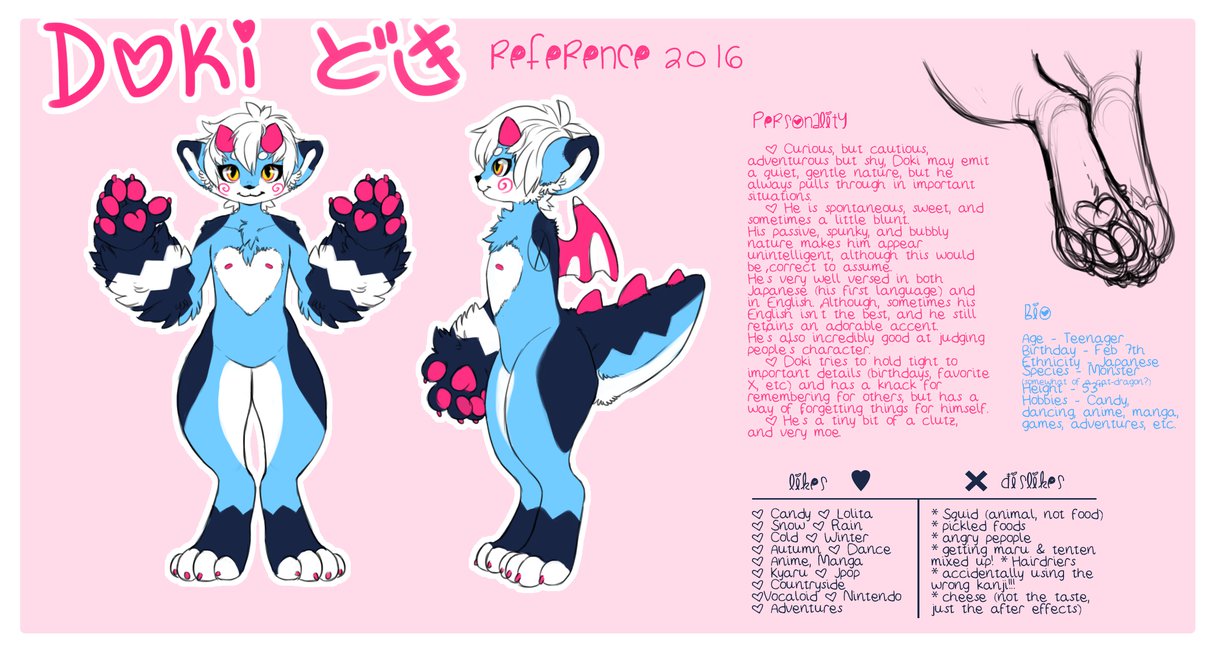 Doki どき Reference 2016
Personality
♡ Curious, but cautious,
adventurous but shy, Doki may emit
a quiet, gentle nature, but he
always pulls through in important
situations.
♡ He is spontaneous, sweet, and
sometimes a little blunt.
His passive, spunky, and bubbly
nature makes him appear
unintelligent, although this would
be ,correct to assume.
He's very well versed in both
Japanese (his first language) and
in English. Although, sometimes his
English isn't the best, and he still
retains an adorable accent.
He's also incredibly good at judging
people's character.
♡ Doki tries to hold tight to
important details (birthdays, favorite
X, etc) and has a knack for
remembering for others, but has a
way of forgetting things for himself.
♡ He's a tiny bit of a clutz,
and very moe.
Bio
Age - Teenager
Birthday - Feb 7th
Ethnicity - Japanese
Species - Monster
(somewhat of a cat-dragon?)
Height - 5'3"
Hobbies - Candy,
dancing, anime, manga,
games, adventures, etc.
likes ♥
♡ Candy ♡ Lolita
♡ Snow ♡ Rain
♡ Cold ♡ Winter
♡ Autumn ♡ Dance
♡ Anime, Manga
♡ Kyaru ♡ Jpop
♡ Countryside
♡Vocaloid ♡ Nintendo
♡ Adventures
✖ dislikes
* Squid (animal, not food)
* pickled foods
* angry pepople
* getting maru & tenten
mixed up! * Hairdriers
* accidentally using the
wrong kanji!!!
* cheese (not the taste,
just the after effects)